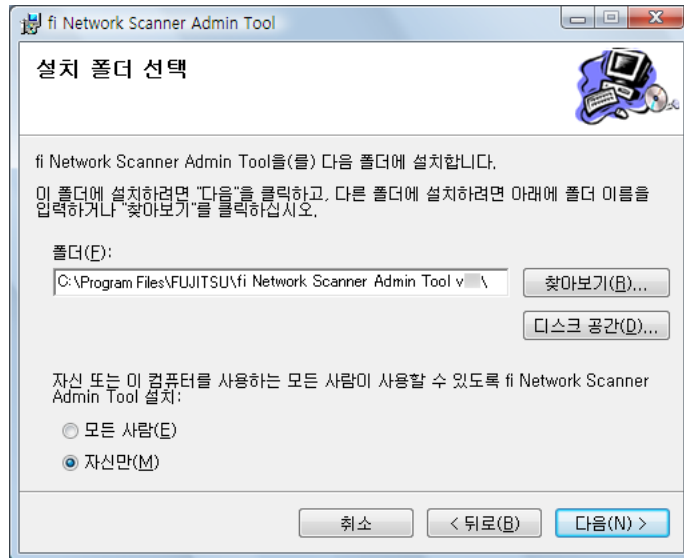 fi Network Scanner Admin Tool
설치 폴더 선택
fi Network Scanner Admin Tool을(를) 다음 폴더에 설치합니다.
이 폴더에 설치하려면 "다음"을 클릭하고, 다른 폴더에 설치하려면 아래에 폴더 이름을
입력하거나 "찾아보기"를 클릭하십시오.
폴더(F):
C:\Program Files\FUJITSU\fi Network Scanner Admin Tool v \
찾아보기(R)...
디스크 공간(D)...
자신 또는 이 컴퓨터를 사용하는 모든 사람이 사용할 수 있도록 fi Network Scanner
Admin Tool 설치:
모든 사람(E)
자신만(M)
취소
< 뒤로(B)
다음(N) >